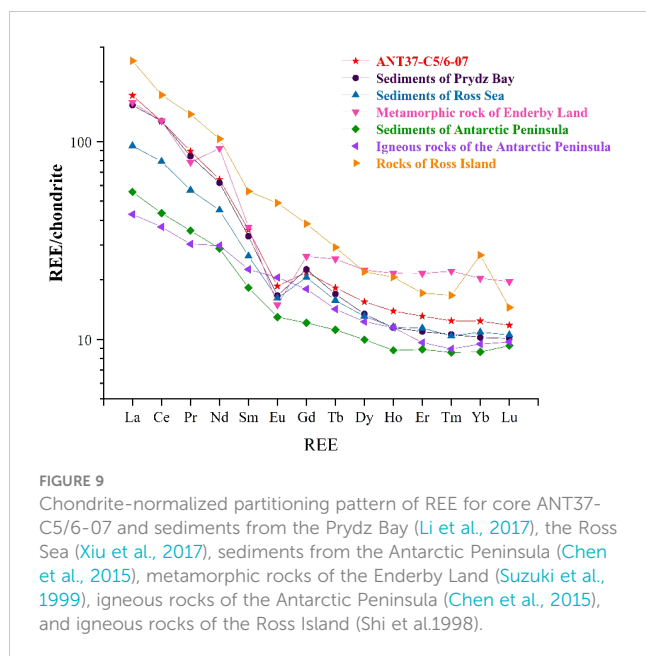 ANT37-C5/6-07
Sediments of Prydz Bay
Sediments of Ross Sea
Metamorphic rock of Enderby Land
Sediments of Antarctic Peninsula
Igneous rocks of the Antarctic Peninsula
Rocks of Ross Island
REE/chondrite
100
10
La Ce Pr Nd Sm Eu Gd Tb Dy Ho Er Tm Yb Lu
REE
FIGURE 9
Chondrite-normalized partitioning pattern of REE for core ANT37-
C5/6-07 and sediments from the Prydz Bay (Li et al., 2017), the Ross
Sea (Xiu et al., 2017), sediments from the Antarctic Peninsula (Chen
et al., 2015), metamorphic rocks of the Enderby Land (Suzuki et al.,
1999), igneous rocks of the Antarctic Peninsula (Chen et al., 2015),
and igneous rocks of the Ross Island (Shi et al.1998).